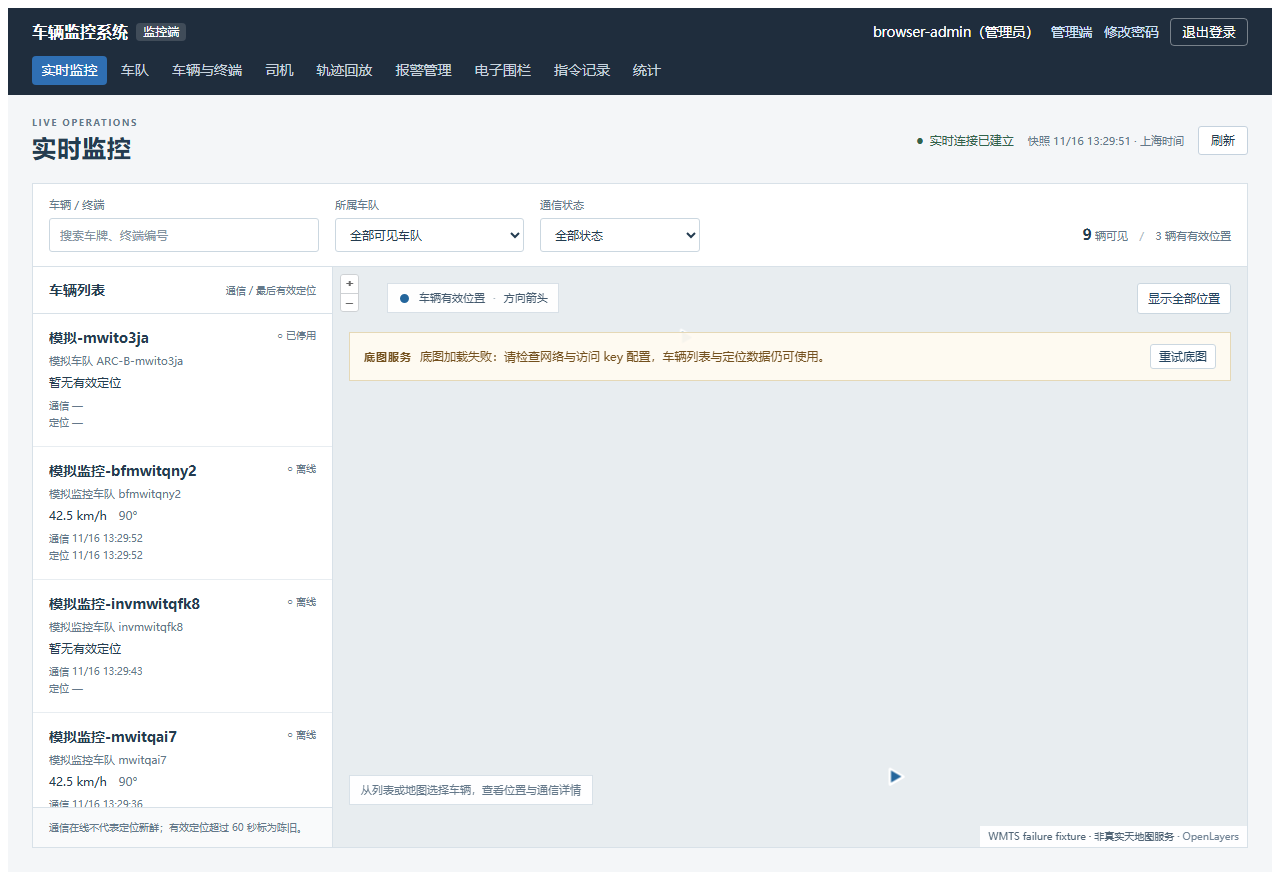 车辆监控系统 监控端
browser-admin（管理员） 管理端 修改密码 退出登录
实时监控 车队 车辆与终端 司机 轨迹回放 报警管理 电子围栏 指令记录 统计
LIVE OPERATIONS
实时监控
● 实时连接已建立 快照 11/16 13:29:51 · 上海时间 刷新
车辆 / 终端 所属车队 通信状态
搜索车牌、终端编号 全部可见车队 全部状态
9 辆可见 / 3 辆有有效位置
车辆列表 通信 / 最后有效定位
模拟-mwito3ja ○ 已停用
模拟车队 ARC-B-mwito3ja
暂无有效定位
通信 —
定位 —
模拟监控-bfmwitqny2 ○ 离线
模拟监控车队 bfmwitqny2
42.5 km/h 90°
通信 11/16 13:29:52
定位 11/16 13:29:52
模拟监控-invmwitqfk8 ○ 离线
模拟监控车队 invmwitqfk8
暂无有效定位
通信 11/16 13:29:43
定位 —
模拟监控-mwitqai7 ○ 离线
模拟监控车队 mwitqai7
42.5 km/h 90°
通信 11/16 13:29:36
通信在线不代表定位新鲜；有效定位超过 60 秒标为陈旧。
+
–
车辆有效位置 · 方向箭头
显示全部位置
底图服务 底图加载失败：请检查网络与访问 key 配置，车辆列表与定位数据仍可使用。 重试底图
从列表或地图选择车辆，查看位置与通信详情
WMTS failure fixture · 非真实天地图服务 · OpenLayers